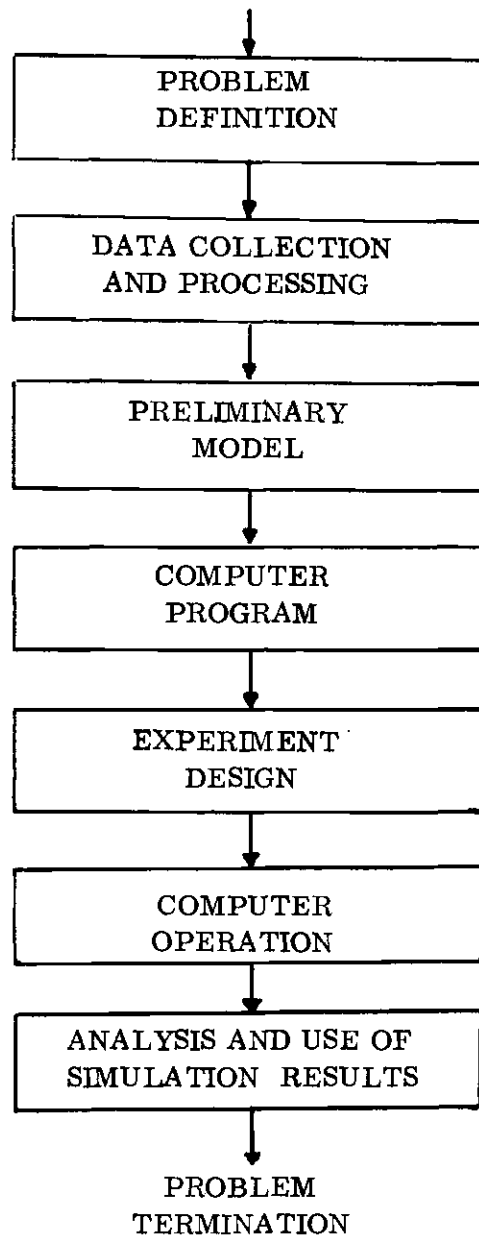 PROBLEM
DEFINITION
DATA COLLECTION
AND PROCESSING
PRELIMINARY
MODEL
COMPUTER
PROGRAM
EXPERIMENT
DESIGN
COMPUTER
OPERATION
ANALYSIS AND USE OF
SIMULATION RESULTS
PROBLEM
TERMINATION